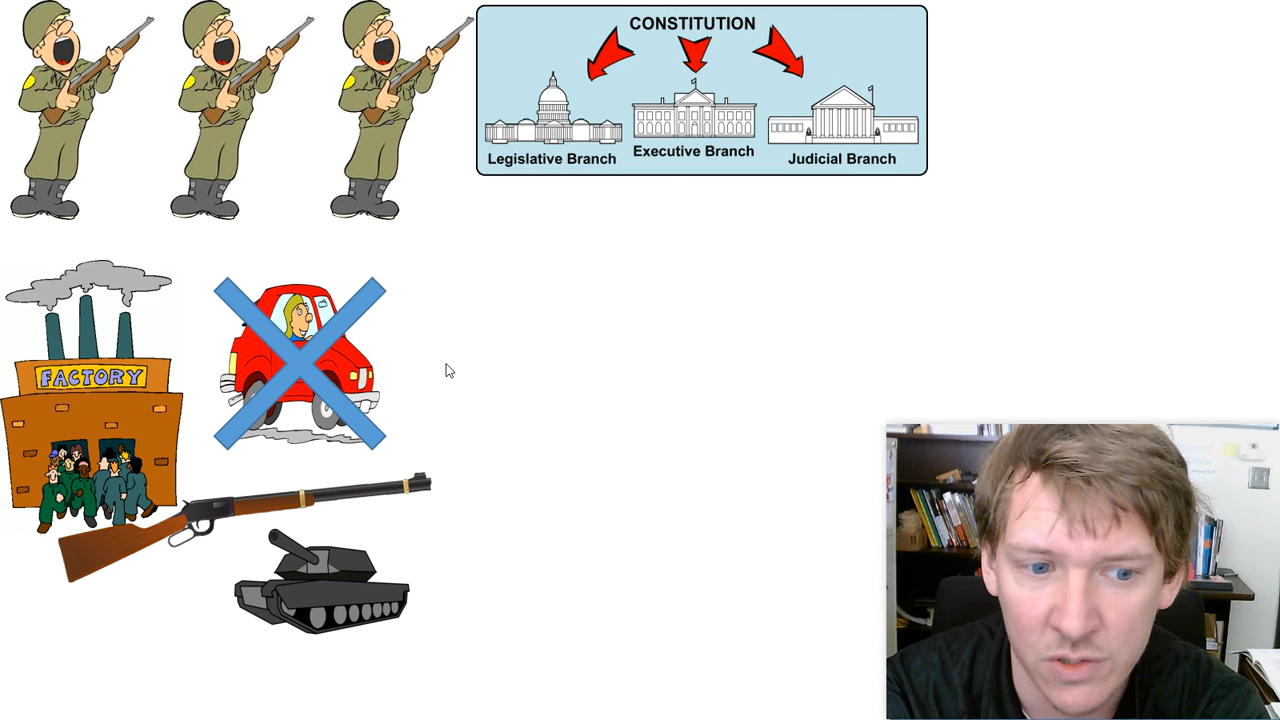 CONSTITUTION
Legislative Branch
Executive Branch
Judicial Branch
FACTORY